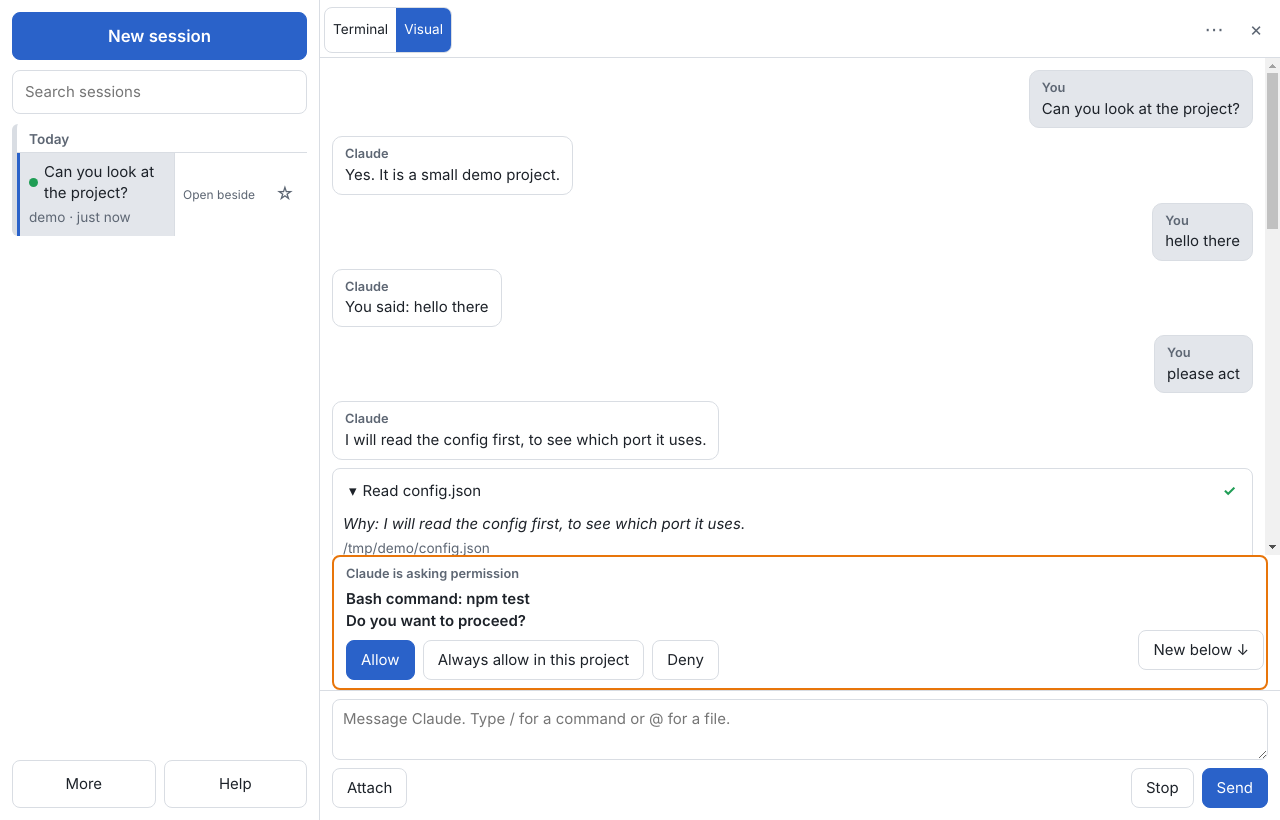 New session
Search sessions
Today
Can you look at
the project?
demo · just now
Open beside ☆
More
Help
Terminal
Visual
··· ×
You
Can you look at the project?
Claude
Yes. It is a small demo project.
You
hello there
Claude
You said: hello there
You
please act
Claude
I will read the config first, to see which port it uses.
▾ Read config.json ✓
Why: I will read the config first, to see which port it uses.
/tmp/demo/config.json
Claude is asking permission
Bash command: npm test
Do you want to proceed?
Allow
Always allow in this project
Deny
New below ↓
Message Claude. Type / for a command or @ for a file.
Attach
Stop
Send